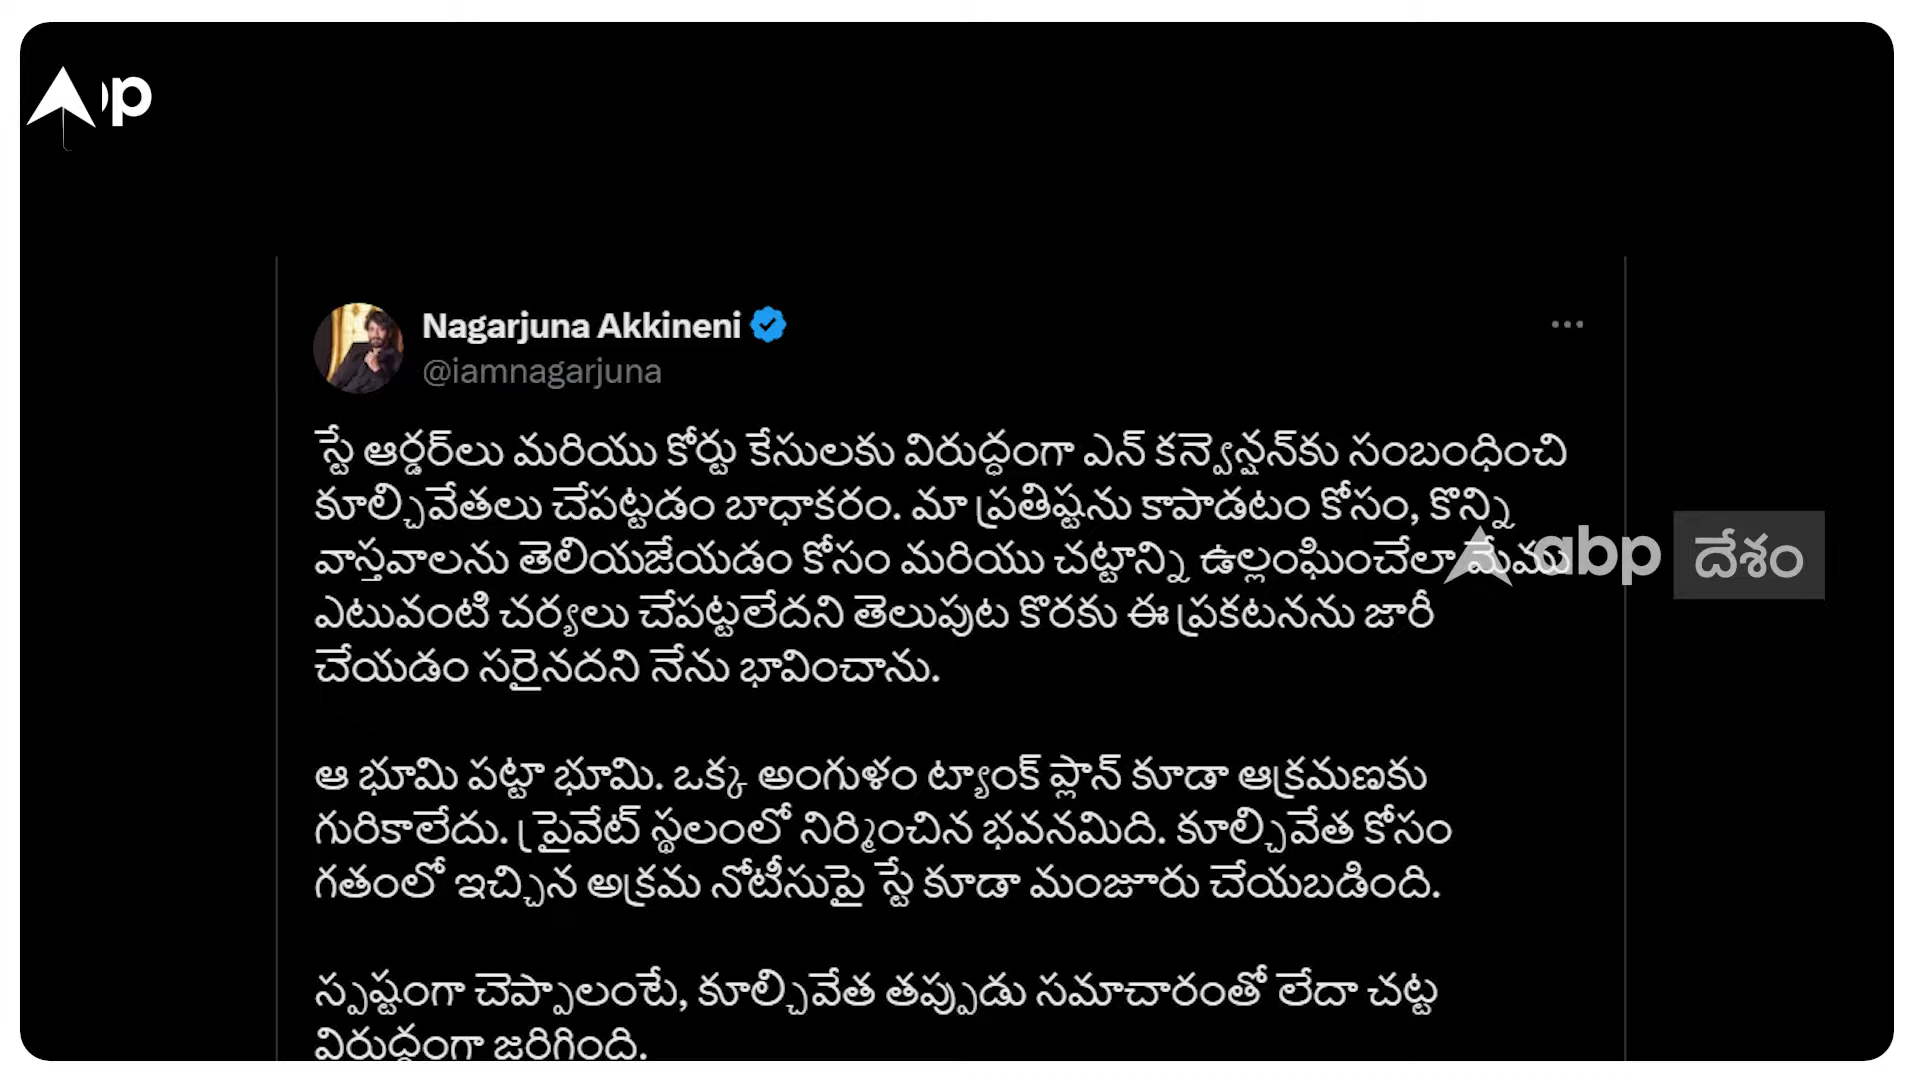 abp
Nagarjuna Akkineni
@iamnagarjuna
స్టే ఆర్డర్‌లు మరియు కోర్టు కేసులకు విరుద్ధంగా ఎన్ కన్వెన్షన్‌కు సంబంధించి
కూల్చివేతలు చేపట్టడం బాధాకరం. మా ప్రతిష్టను కాపాడటం కోసం, కొన్ని
వాస్తవాలను తెలియజేయడం కోసం మరియు చట్టాన్ని ఉల్లంఘించేలా మేము
abp దేశం
ఎటువంటి చర్యలు చేపట్టలేదని తెలుపుట కొరకు ఈ ప్రకటనను జారీ
చేయడం సరైనదని నేను భావించాను.
ఆ భూమి పట్టా భూమి. ఒక్క అంగుళం ట్యాంక్ ప్లాన్ కూడా ఆక్రమణకు
గురికాలేదు. ప్రైవేట్ స్థలంలో నిర్మించిన భవనమిది. కూల్చివేత కోసం
గతంలో ఇచ్చిన అక్రమ నోటీసుపై స్టే కూడా మంజూరు చేయబడింది.
స్పష్టంగా చెప్పాలంటే, కూల్చివేత తప్పుడు సమాచారంతో లేదా చట్ట
విరుద్ధంగా జరిగింది.